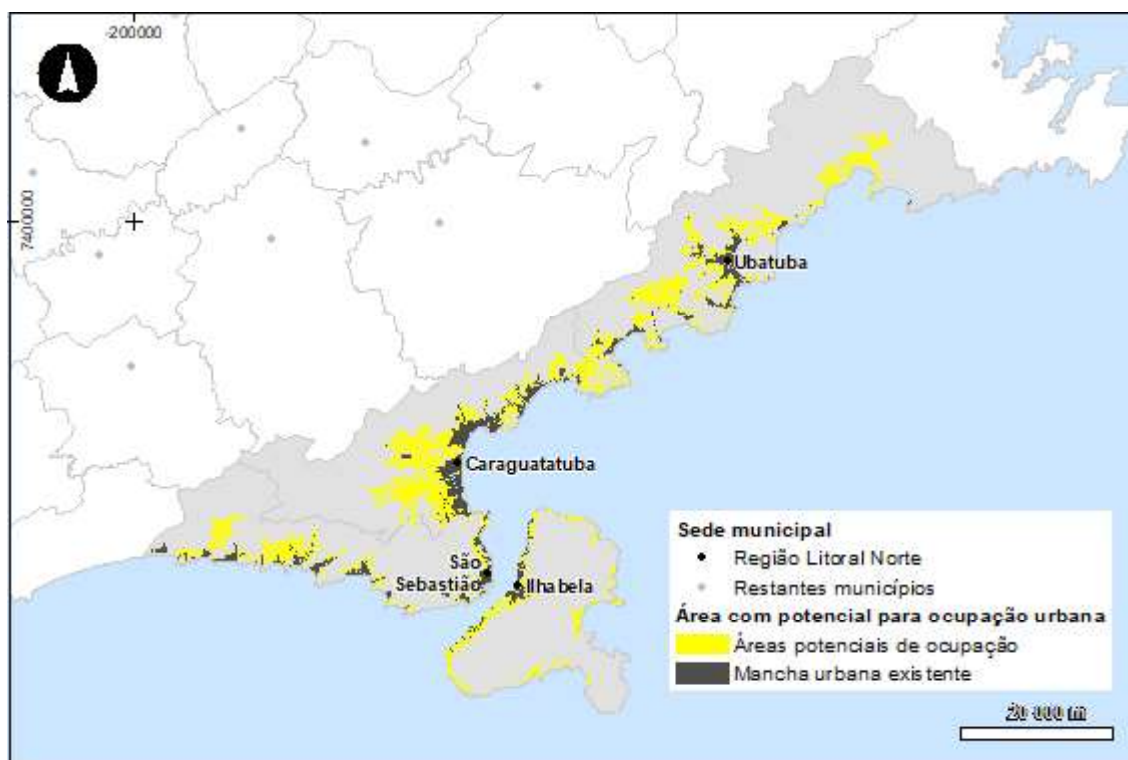 -200000
7400000
Ubatuba
Caraguatatuba
São
Sebastião
Ilhabela
Sede municipal
Região Litoral Norte
Restantes municípios
Área com potencial para ocupação urbana
Áreas potenciais de ocupação
Mancha urbana existente
20 000 m